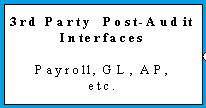 3rd Party Post-Audit
Interfaces
Payroll, GL, AP,
etc.